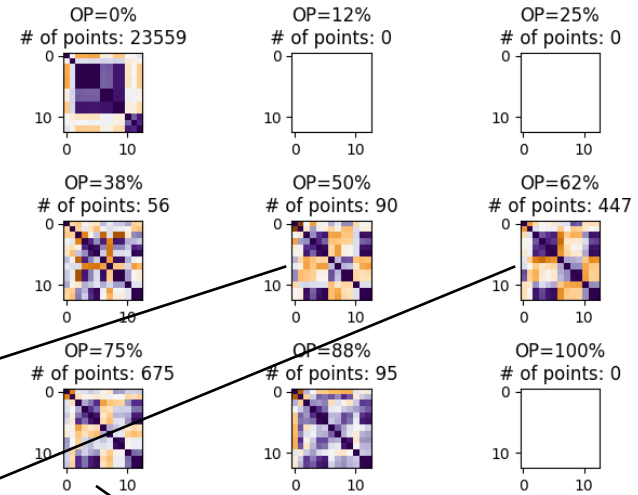 OP=0% OP=12% OP=25%
# of points: 23559 # of points: 0 # of points: 0
0 0 0
10 10 10
0 10 0 10 0 10
OP=38% OP=50% OP=62%
# of points: 56 # of points: 90 # of points: 447
0 0 0
10 10 10
0 10 0 10 0 10
OP=75% OP=88% OP=100%
# of points: 675 # of points: 95 # of points: 0
0 0 0
10 10 10
0 10 0 10 0 10